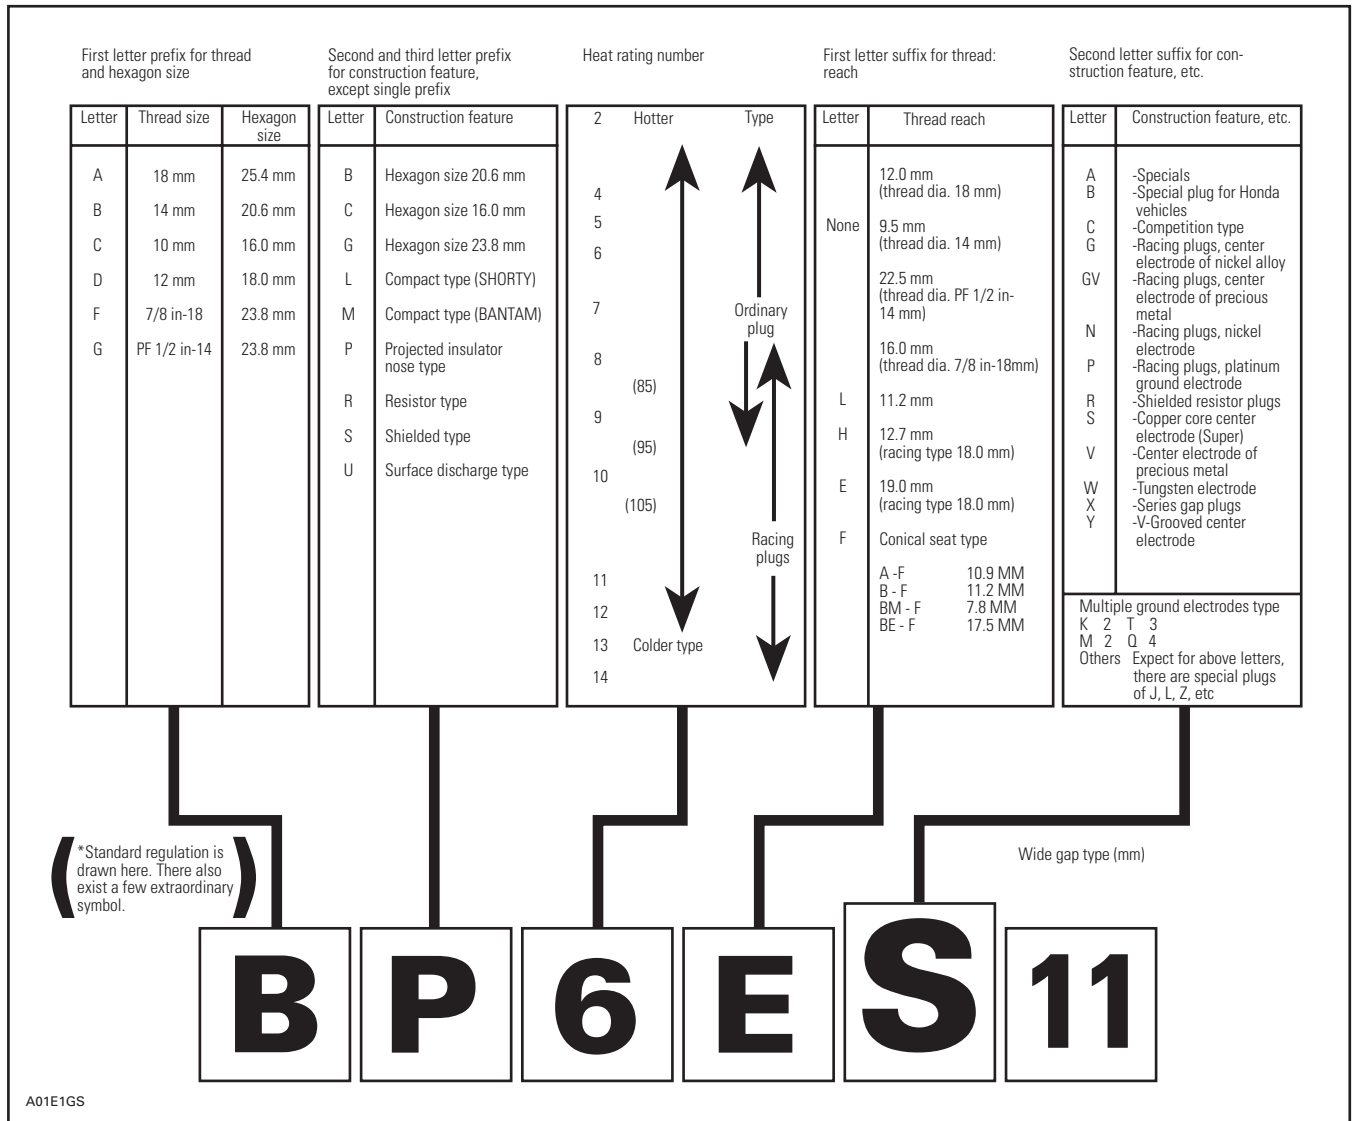 First letter prefix for thread
and hexagon size
Letter Thread size Hexagon
size
A 18 mm 25.4 mm
B 14 mm 20.6 mm
C 10 mm 16.0 mm
D 12 mm 18.0 mm
F 7/8 in-18 23.8 mm
G PF 1/2 in-14 23.8 mm
Second and third letter prefix
for construction feature,
except single prefix
Letter Construction feature
B Hexagon size 20.6 mm
C Hexagon size 16.0 mm
G Hexagon size 23.8 mm
L Compact type (SHORTY)
M Compact type (BANTAM)
P Projected insulator
nose type
R Resistor type
S Shielded type
U Surface discharge type
Heat rating number
2 Hotter Type
4
5
6
7
Ordinary
plug
8
(85)
9
(95)
10
(105)
Racing
plugs
11
12
13 Colder type
14
First letter suffix for thread:
reach
Letter Thread reach
12.0 mm
(thread dia. 18 mm)
None 9.5 mm
(thread dia. 14 mm)
22.5 mm
(thread dia. PF 1/2 in-
14 mm)
16.0 mm
(thread dia. 7/8 in-18mm)
L 11.2 mm
H 12.7 mm
(racing type 18.0 mm)
E 19.0 mm
(racing type 18.0 mm)
F Conical seat type
A -F 10.9 MM
B - F 11.2 MM
BM - F 7.8 MM
BE - F 17.5 MM
Second letter suffix for con-
struction feature, etc.
Letter Construction feature, etc.
A -Specials
B -Special plug for Honda
vehicles
C -Competition type
G -Racing plugs, center
electrode of nickel alloy
GV -Racing plugs, center
electrode of precious
metal
N -Racing plugs, nickel
electrode
P -Racing plugs, platinum
ground electrode
R -Shielded resistor plugs
S -Copper core center
electrode (Super)
V -Center electrode of
precious metal
W -Tungsten electrode
X -Series gap plugs
Y -V-Grooved center
electrode
Multiple ground electrodes type
K 2 T 3
M 2 Q 4
Others Expect for above letters,
there are special plugs
of J, L, Z, etc
*Standard regulation is
drawn here. There also
exist a few extraordinary
symbol.
Wide gap type (mm)
B P 6 E S 11
A01E1GS